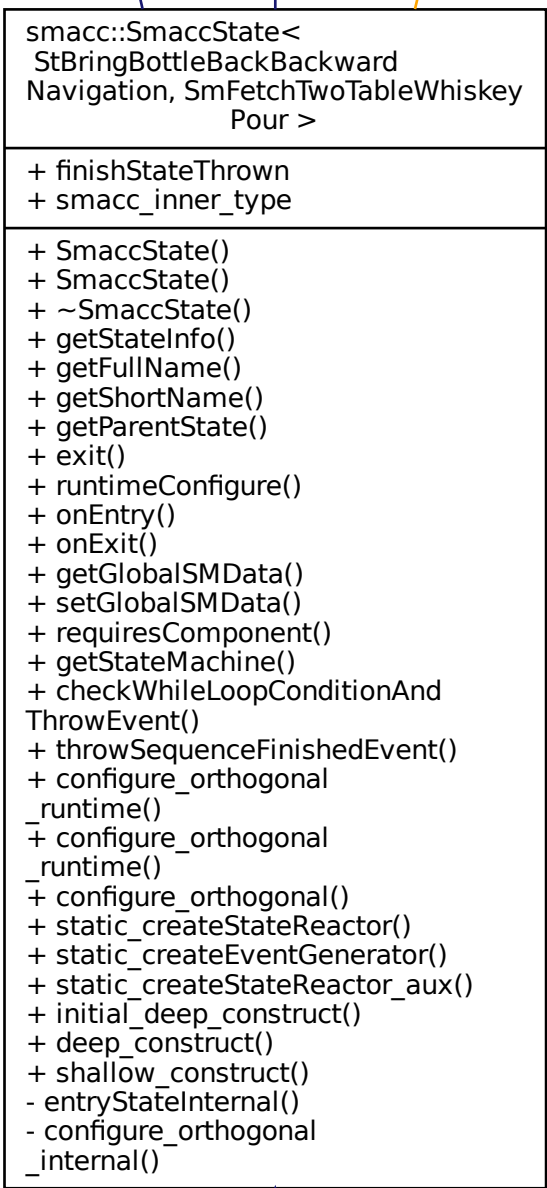 smacc::SmaccState<
StBringBottleBackBackward
Navigation, SmFetchTwoTableWhiskey
Pour >
+ finishStateThrown
+ smacc_inner_type
+ SmaccState()
+ SmaccState()
+ ~SmaccState()
+ getStateInfo()
+ getFullName()
+ getShortName()
+ getParentState()
+ exit()
+ runtimeConfigure()
+ onEntry()
+ onExit()
+ getGlobalSMData()
+ setGlobalSMData()
+ requiresComponent()
+ getStateMachine()
+ checkWhileLoopConditionAnd
ThrowEvent()
+ throwSequenceFinishedEvent()
+ configure_orthogonal
_runtime()
+ configure_orthogonal
_runtime()
+ configure_orthogonal()
+ static_createStateReactor()
+ static_createEventGenerator()
+ static_createStateReactor_aux()
+ initial_deep_construct()
+ deep_construct()
+ shallow_construct()
- entryStateInternal()
- configure_orthogonal
_internal()